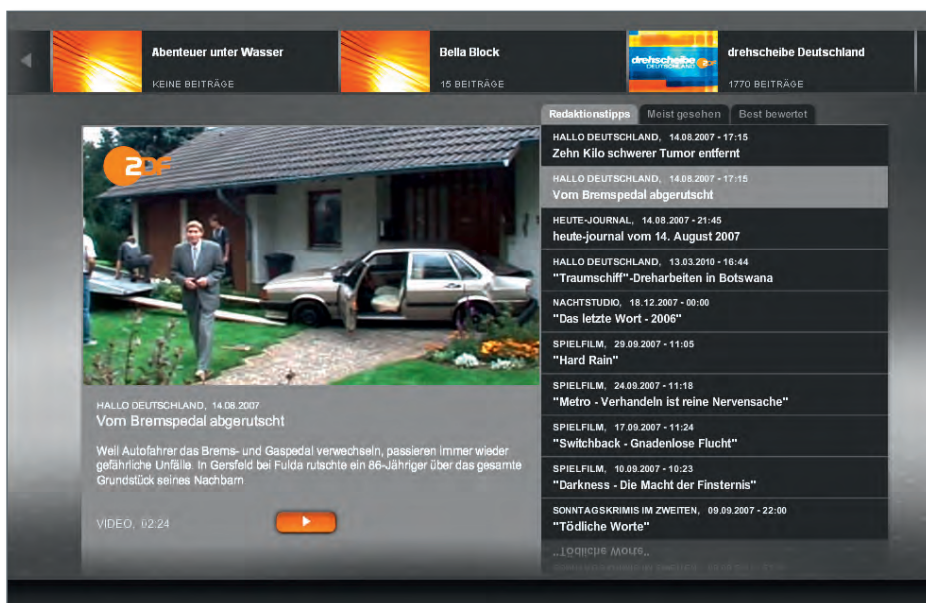 Abenteuer unter Wasser
KEINE BEITRÄGE
Bella Block
15 BEITRÄGE
drehscheibe
DEUTSCHLAND
ZDF
drehscheibe Deutschland
1770 BEITRÄGE
Redaktionstipps
Meist gesehen
Best bewertet
2DF
HALLO DEUTSCHLAND, 14.08.2007
Vom Bremspedal abgerutscht
Weil Autofahrer das Brems- und Gaspedal verwechseln, passieren immer wieder
gefährliche Unfälle. In Gersfeld bei Fulda rutschte ein 86-Jähriger über das gesamte
Grundstück seines Nachbarn
VIDEO, 02:24
HALLO DEUTSCHLAND, 14.08.2007 - 17:15
Zehn Kilo schwerer Tumor entfernt
HALLO DEUTSCHLAND, 14.08.2007 - 17:15
Vom Bremspedal abgerutscht
HEUTE-JOURNAL, 14.08.2007 - 21:45
heute-journal vom 14. August 2007
HALLO DEUTSCHLAND, 13.03.2010 - 16:44
"Traumschiff"-Dreharbeiten in Botswana
NACHTSTUDIO, 18.12.2007 - 00:00
"Das letzte Wort - 2006"
SPIELFILM, 29.09.2007 - 11:05
"Hard Rain"
SPIELFILM, 24.09.2007 - 11:18
"Metro - Verhandeln ist reine Nervensache"
SPIELFILM, 17.09.2007 - 11:24
"Switchback - Gnadenlose Flucht"
SPIELFILM, 10.09.2007 - 10:23
"Darkness - Die Macht der Finsternis"
SONNTAGSKRIMIS IM ZWEITEN, 09.09.2007 - 22:00
"Tödliche Worte"
"Tödliche Worte"